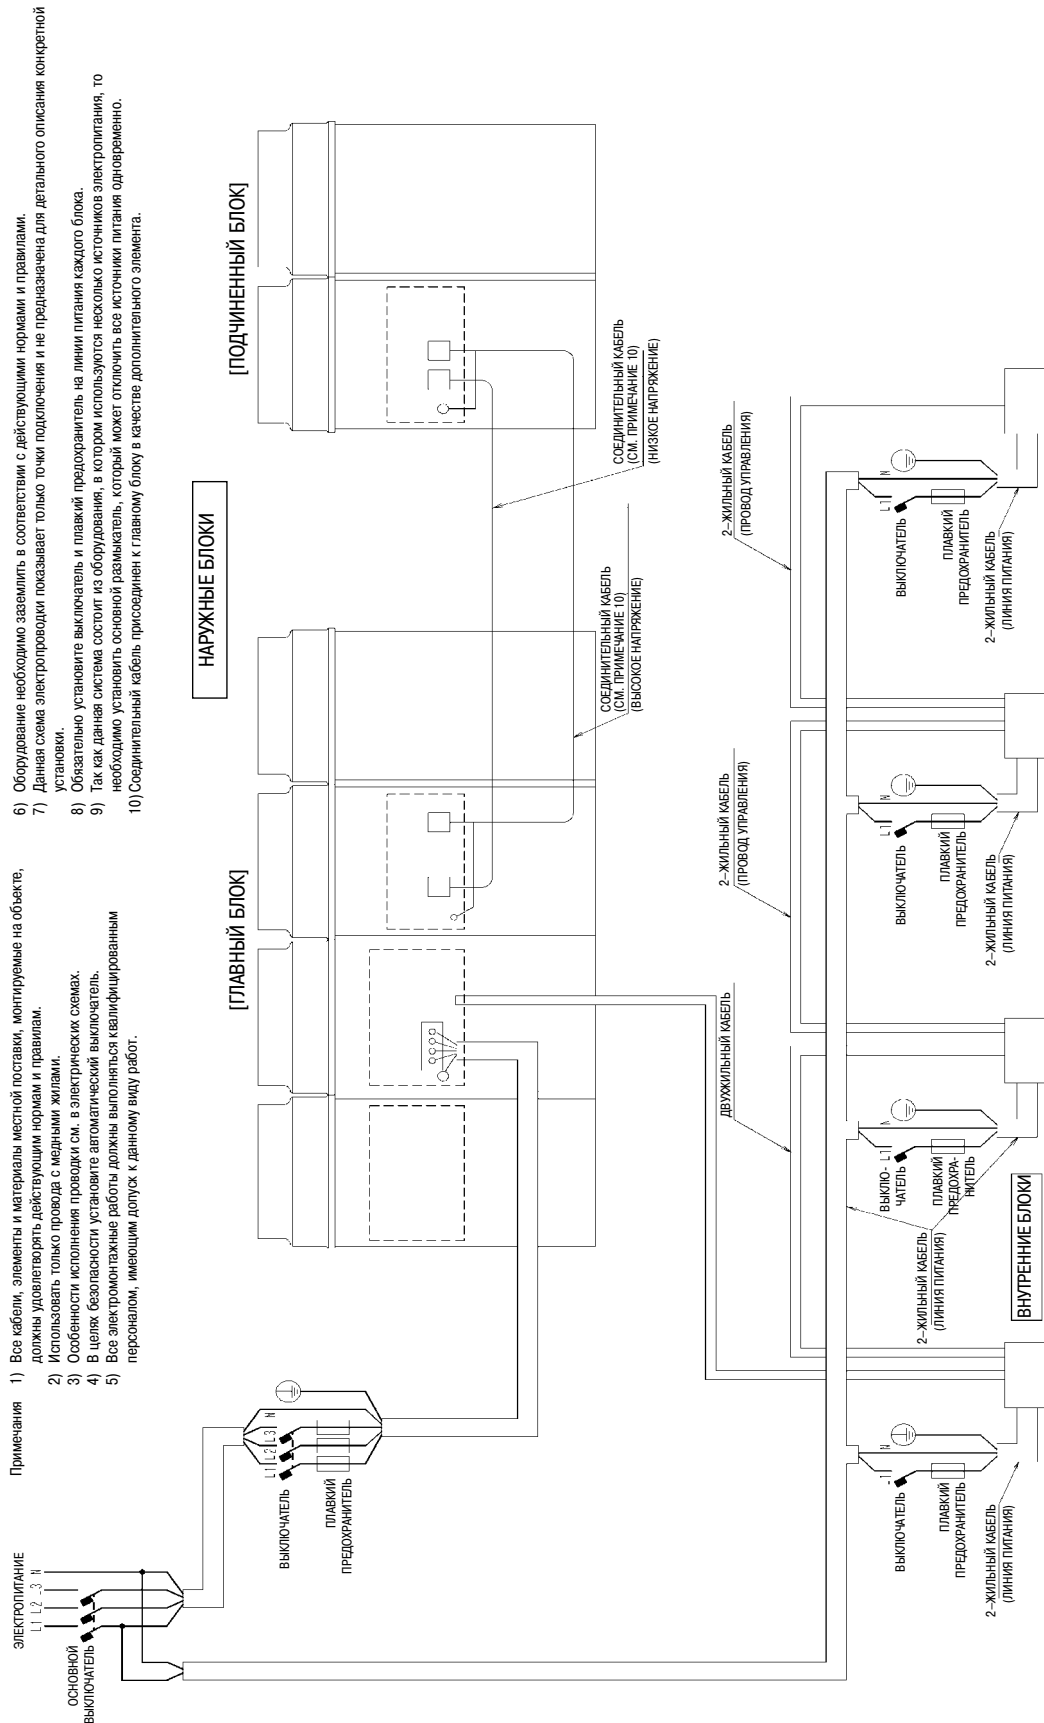 Примечания
1) Все кабели, элементы и материалы местной поставки, монтируемые на объекте,
должны удовлетворять действующим нормам и правилам.
2) Использовать только провода с медными жилами.
3) Особенности исполнения проводки см. в электрических схемах.
4) В целях безопасности установите автоматический выключатель.
5) Все электромонтажные работы должны выполняться квалифицированным
персоналом, имеющим допуск к данному виду работ.
6) Оборудование необходимо заземлить в соответствии с действующими нормами и правилами.
7) Данная схема электропроводки показывает только точки подключения и не предназначена для детального описания конкретной
установки.
8) Обязательно установите выключатель и плавкий предохранитель на линии питания каждого блока.
9) Так как данная система состоит из оборудования, в котором используются несколько источников электропитания, то
необходимо установить основной размыкатель, который может отключить все источники питания одновременно.
10) Соединительный кабель присоединен к главному блоку в качестве дополнительного элемента.
ЭЛЕКТРОПИТАНИЕ
L1 L2 L3 N
ОСНОВНОЙ
ВЫКЛЮЧАТЕЛЬ
НАРУЖНЫЕ БЛОКИ
[ГЛАВНЫЙ БЛОК]
[ПОДЧИНЕННЫЙ БЛОК]
L1 L2 L3 N
ВЫКЛЮЧАТЕЛЬ
ПЛАВКИЙ
ПРЕДОХРАНИТЕЛЬ
СОЕДИНИТЕЛЬНЫЙ КАБЕЛЬ
(СМ. ПРИМЕЧАНИЕ 10)
(ВЫСОКОЕ НАПРЯЖЕНИЕ)
СОЕДИНИТЕЛЬНЫЙ КАБЕЛЬ
(СМ. ПРИМЕЧАНИЕ 10)
(НИЗКОЕ НАПРЯЖЕНИЕ)
ДВУХЖИЛЬНЫЙ КАБЕЛЬ
2–ЖИЛЬНЫЙ КАБЕЛЬ
(ПРОВОД УПРАВЛЕНИЯ)
2–ЖИЛЬНЫЙ КАБЕЛЬ
(ПРОВОД УПРАВЛЕНИЯ)
N
ВЫКЛЮЧАТЕЛЬ
ПЛАВКИЙ
ПРЕДОХРАНИТЕЛЬ
2–ЖИЛЬНЫЙ КАБЕЛЬ
(ЛИНИЯ ПИТАНИЯ)
L1
ВЫКЛЮ-
ЧАТЕЛЬ
ПЛАВКИЙ
ПРЕДОХРА-
НИТЕЛЬ
2–ЖИЛЬНЫЙ КАБЕЛЬ
(ЛИНИЯ ПИТАНИЯ)
L1 N
ВЫКЛЮЧАТЕЛЬ
ПЛАВКИЙ
ПРЕДОХРАНИТЕЛЬ
2–ЖИЛЬНЫЙ КАБЕЛЬ
(ЛИНИЯ ПИТАНИЯ)
L1 N
ВЫКЛЮЧАТЕЛЬ
ПЛАВКИЙ
ПРЕДОХРАНИТЕЛЬ
2–ЖИЛЬНЫЙ КАБЕЛЬ
(ЛИНИЯ ПИТАНИЯ)
ВНУТРЕННИЕ БЛОКИ